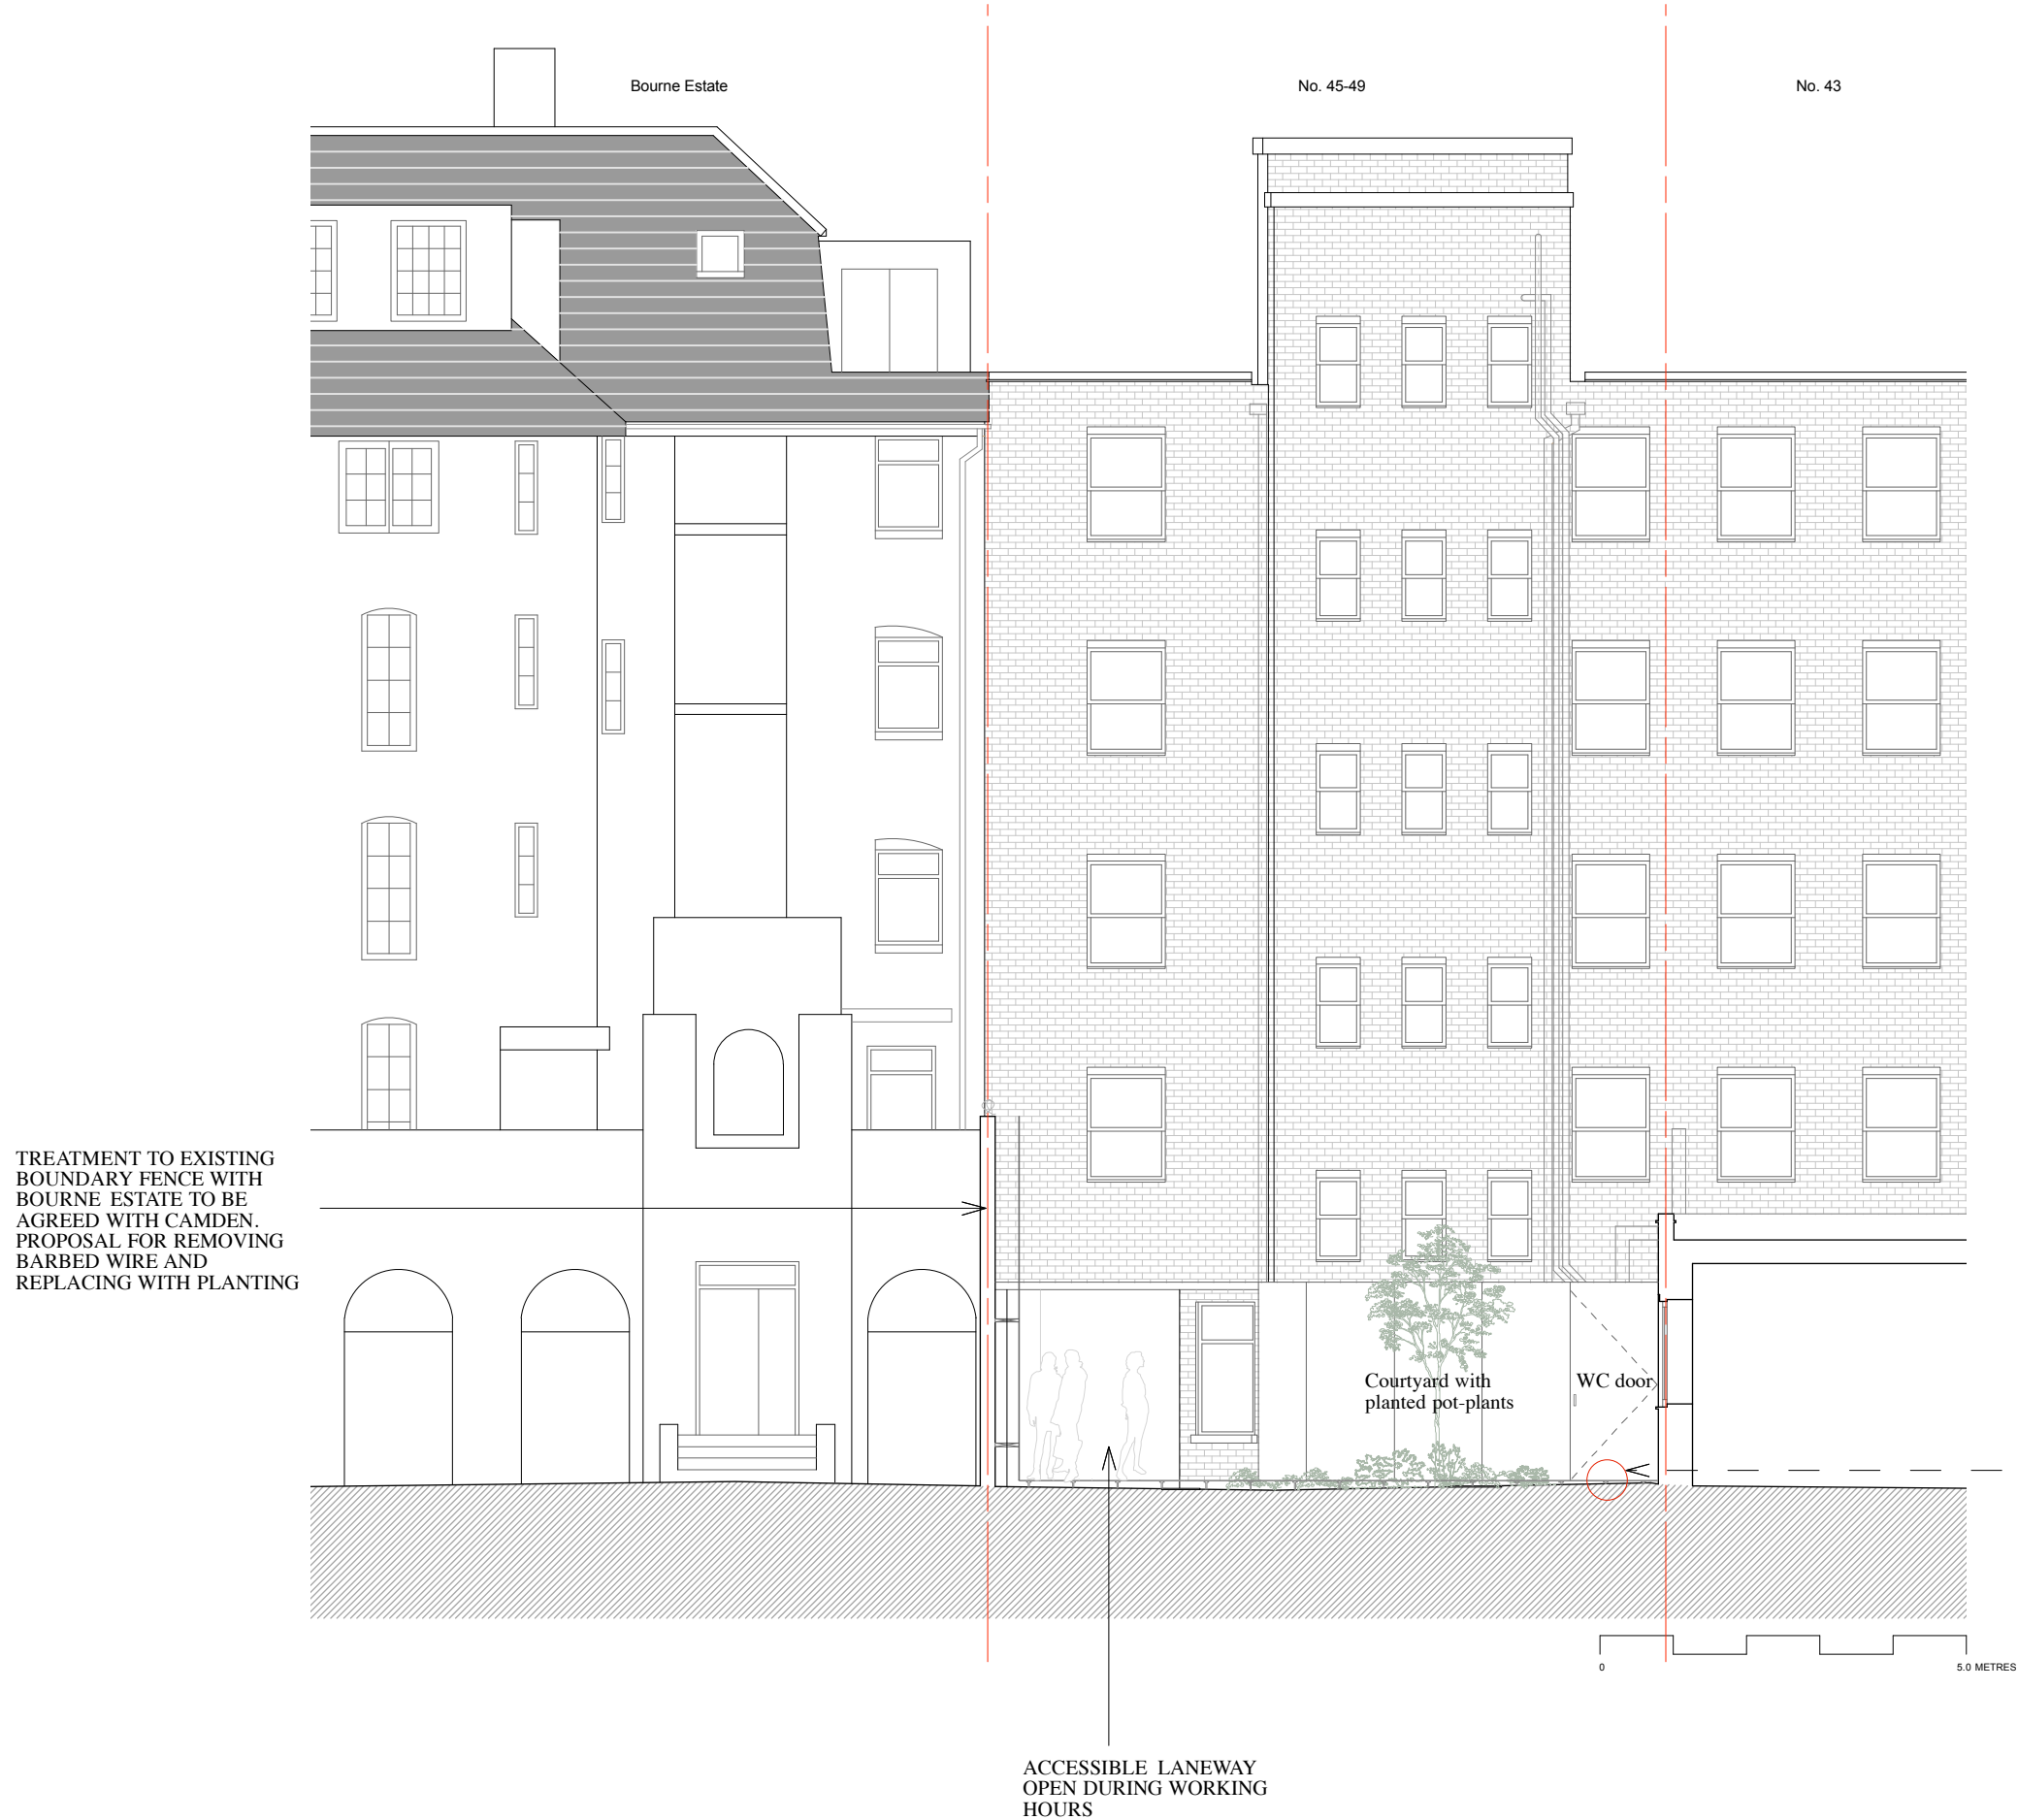 Bourne Estate
No. 45-49
No. 43
TREATMENT TO EXISTING
BOUNDARY FENCE WITH
BOURNE ESTATE TO BE
AGREED WITH CAMDEN.
PROPOSAL FOR REMOVING
BARBED WIRE AND
REPLACING WITH PLANTING
Courtyard with
planted pot-plants
WC door
0
5.0 METRES
ACCESSIBLE LANEWAY
OPEN DURING WORKING
HOURS